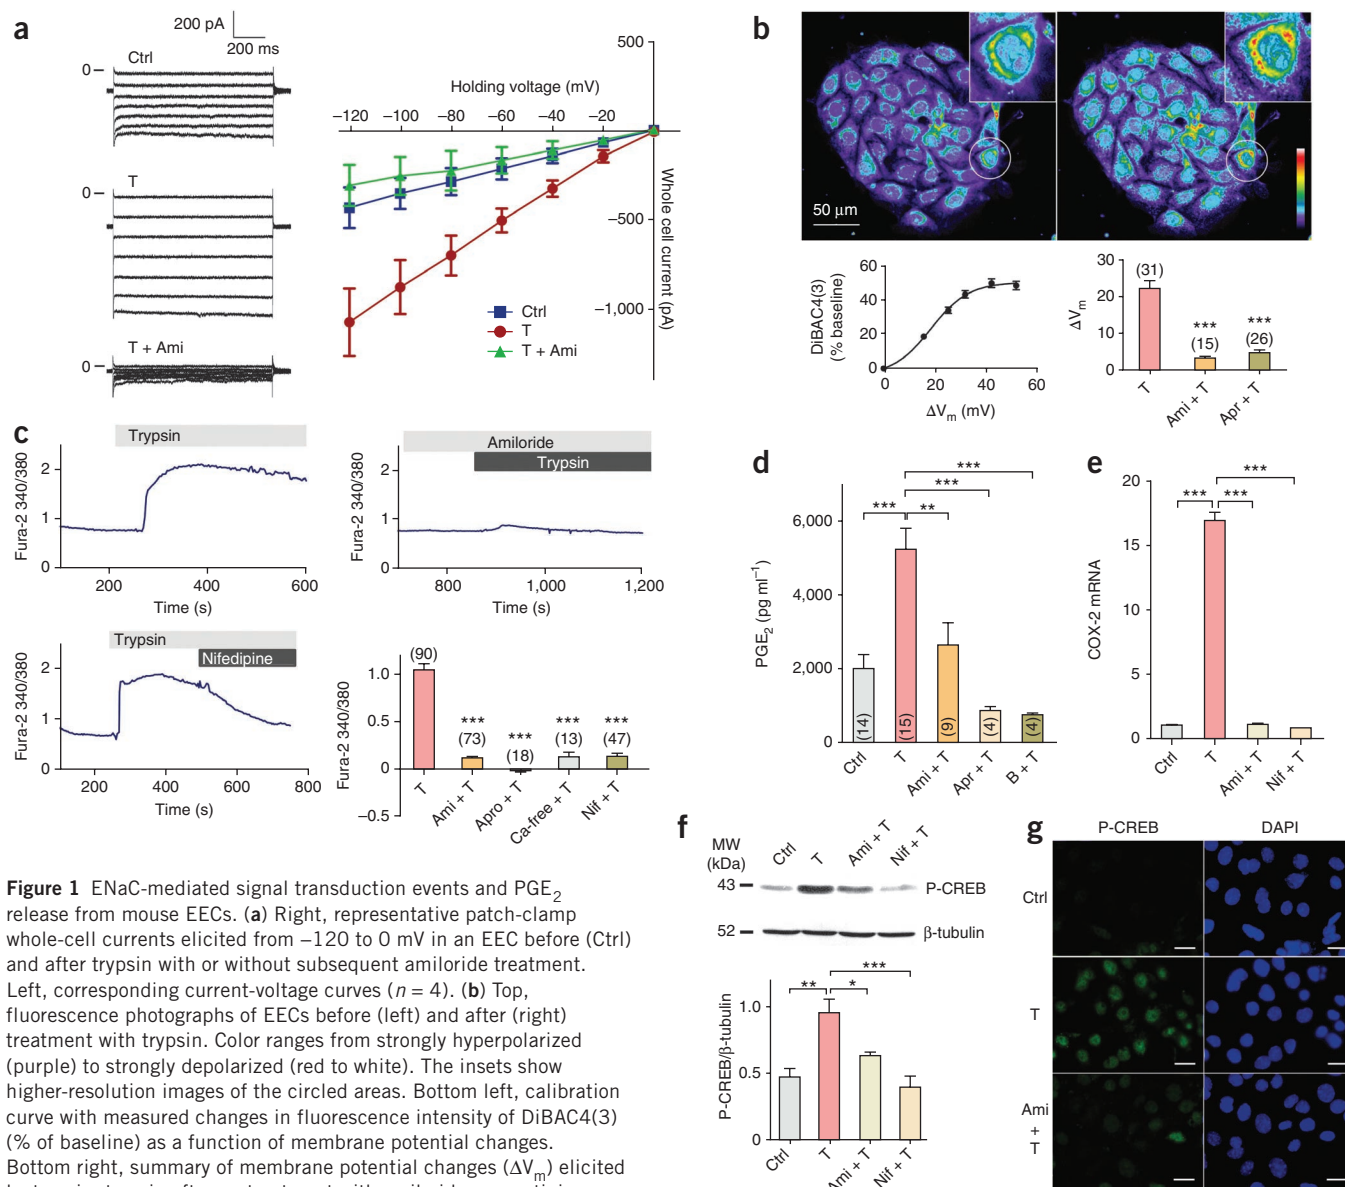 a
200 pA
200 ms
Ctrl
0
T
0
T + Ami
0
500
Holding voltage (mV)
−120 −100 −80 −60 −40 −20
−500
−1,000
Whole cell current
(pA)
Ctrl
T
T + Ami
b
50 μm
60
40
20
0
DiBAC4(3)
(% baseline)
0 20 40 60
ΔVm (mV)
30
20
10
0
ΔVm
(31)
***
(15)
***
(26)
T
Ami + T
Apr + T
c
Trypsin
2
1
0
Fura-2 340/380
200 400 600
Time (s)
Amiloride
Trypsin
2
1
0
Fura-2 340/380
800 1,000 1,200
Time (s)
Trypsin
Nifedipine
2
1
0
Fura-2 340/380
200 400 600 800
Time (s)
1.0
0.5
0
−0.5
Fura-2 340/380
(90)
***
(73)
***
(18)
***
(13)
***
(47)
T
Ami + T
Apro + T
Ca-free + T
Nif + T
d
***
***
*** **
6,000
4,000
2,000
0
PGE2 (pg ml−1)
(14)
(15)
(9)
(4)
(4)
Ctrl
T
Ami + T
Apr + T
B + T
e
***
*** ***
20
15
10
5
0
COX-2 mRNA
Ctrl
T
Ami + T
Nif + T
f
MW
(kDa)
Ctrl
T
Ami + T
Nif + T
43
P-CREB
52
β-tubulin
***
** *
1.0
0.5
0
P-CREB/β-tubulin
Ctrl
T
Ami + T
Nif + T
g
P-CREB DAPI
Ctrl
T
Ami
+
T
Figure 1 ENaC-mediated signal transduction events and PGE2
release from mouse EECs. (a) Right, representative patch-clamp
whole-cell currents elicited from −120 to 0 mV in an EEC before (Ctrl)
and after trypsin with or without subsequent amiloride treatment.
Left, corresponding current-voltage curves (n = 4). (b) Top,
fluorescence photographs of EECs before (left) and after (right)
treatment with trypsin. Color ranges from strongly hyperpolarized
(purple) to strongly depolarized (red to white). The insets show
higher-resolution images of the circled areas. Bottom left, calibration
curve with measured changes in fluorescence intensity of DiBAC4(3)
(% of baseline) as a function of membrane potential changes.
Bottom right, summary of membrane potential changes (ΔVm) elicited